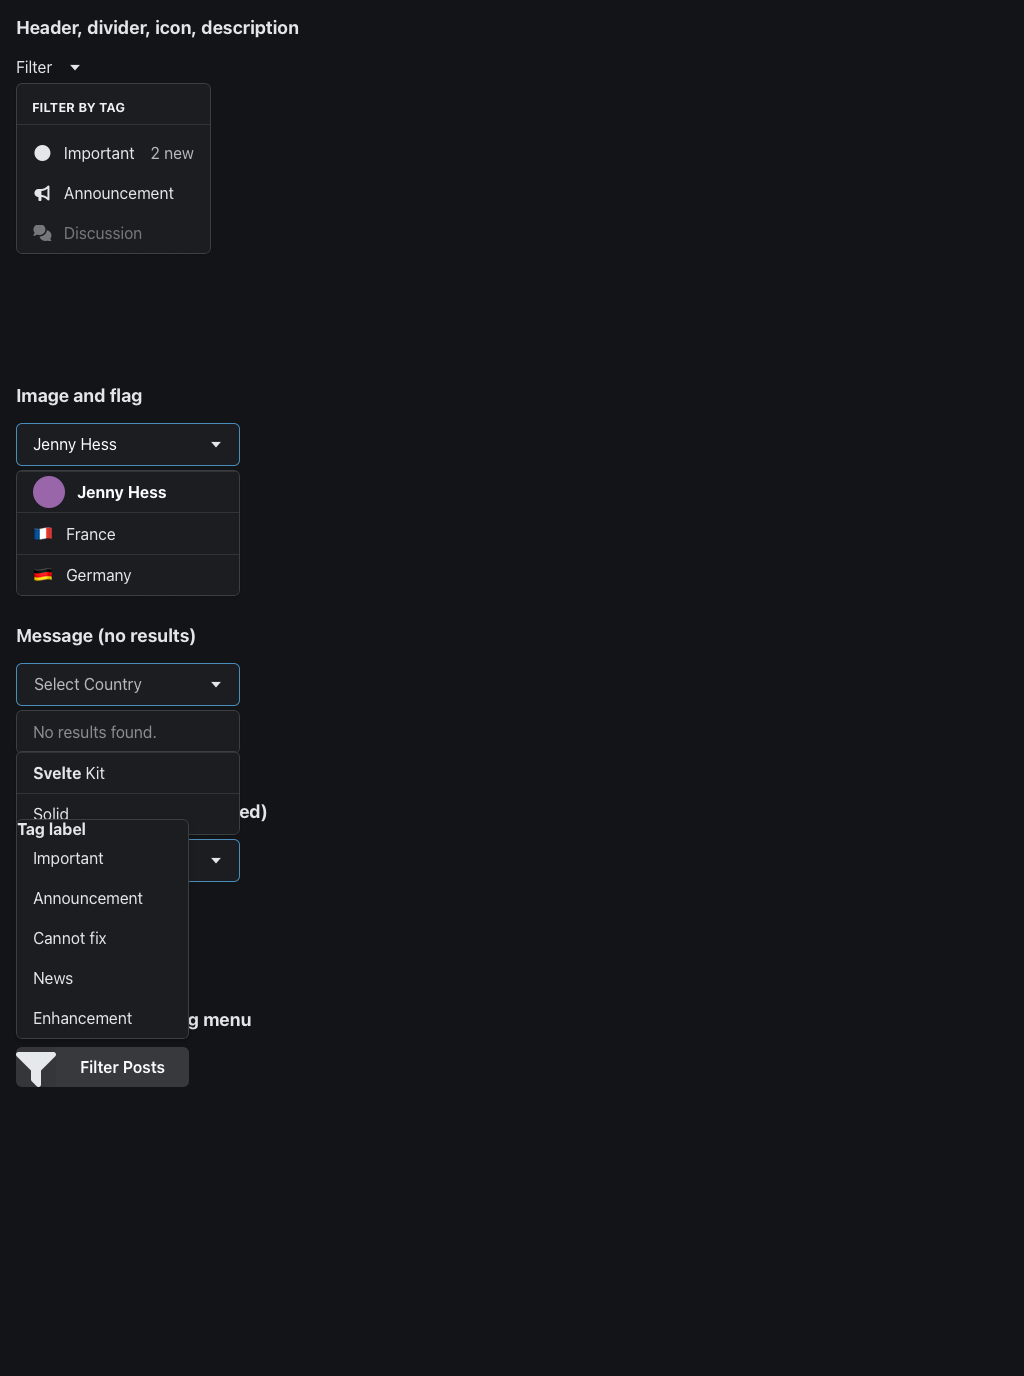 Header, divider, icon, description
Filter
FILTER BY TAG
Important 2 new
Announcement
Discussion
Image and flag
Jenny Hess
Jenny Hess
France
Germany
Message (no results)
Select Country
No results found.
Svelte Kit
Solid
ed)
Tag label
Important
Announcement
Cannot fix
News
Enhancement
g menu
Filter Posts